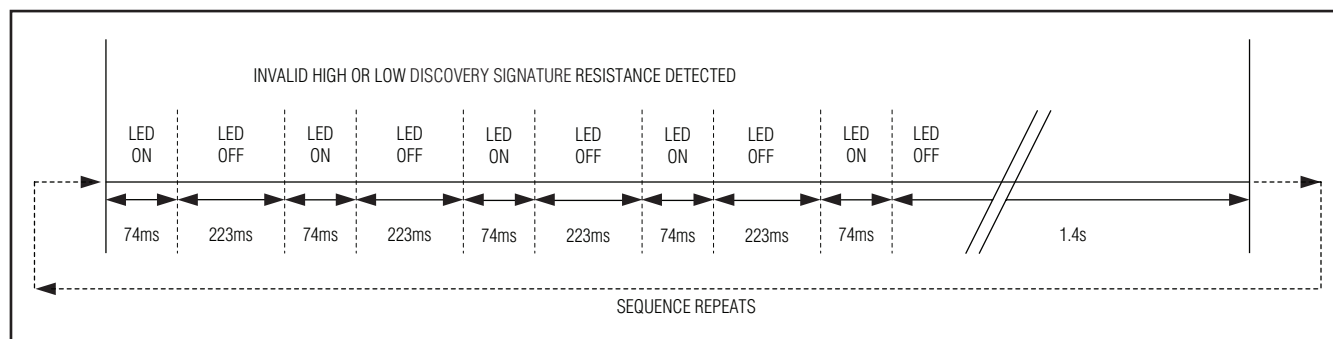 INVALID HIGH OR LOW DISCOVERY SIGNATURE RESISTANCE DETECTED
LED ON
LED OFF
LED ON
LED OFF
LED ON
LED OFF
LED ON
LED OFF
LED ON
LED OFF
74ms 223ms 74ms 223ms 74ms 223ms 74ms 223ms 74ms 1.4s
SEQUENCE REPEATS